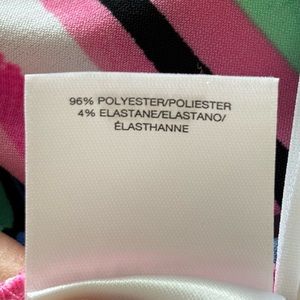 96% POLYESTER/POLIESTER
4% ELASTANE/ELASTANO/
ÉLASTHANNE